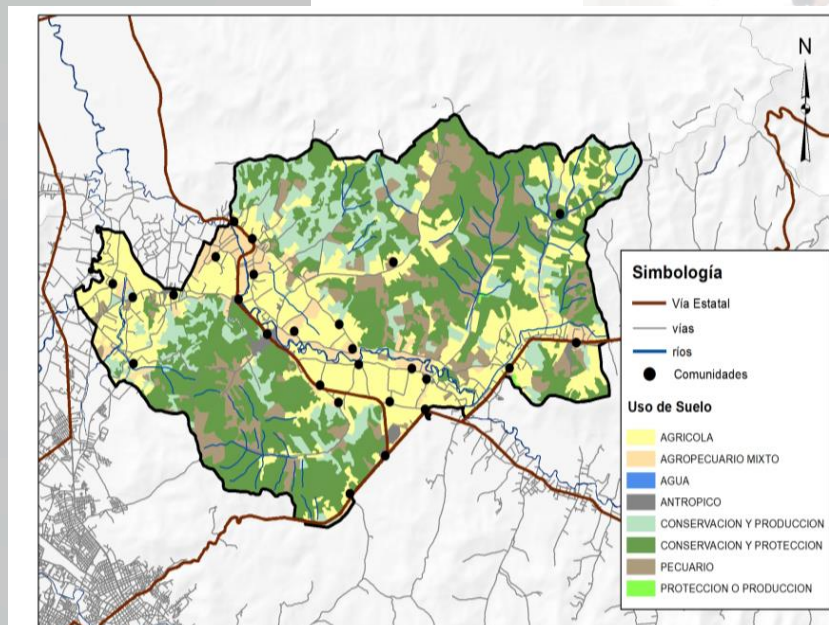 N
Simbología
Vía Estatal
vías
ríos
Comunidades
Uso de Suelo
AGRICOLA
AGROPECUARIO MIXTO
AGUA
ANTROPICO
CONSERVACION Y PRODUCCION
CONSERVACION Y PROTECCION
PECUARIO
PROTECCION O PRODUCCION